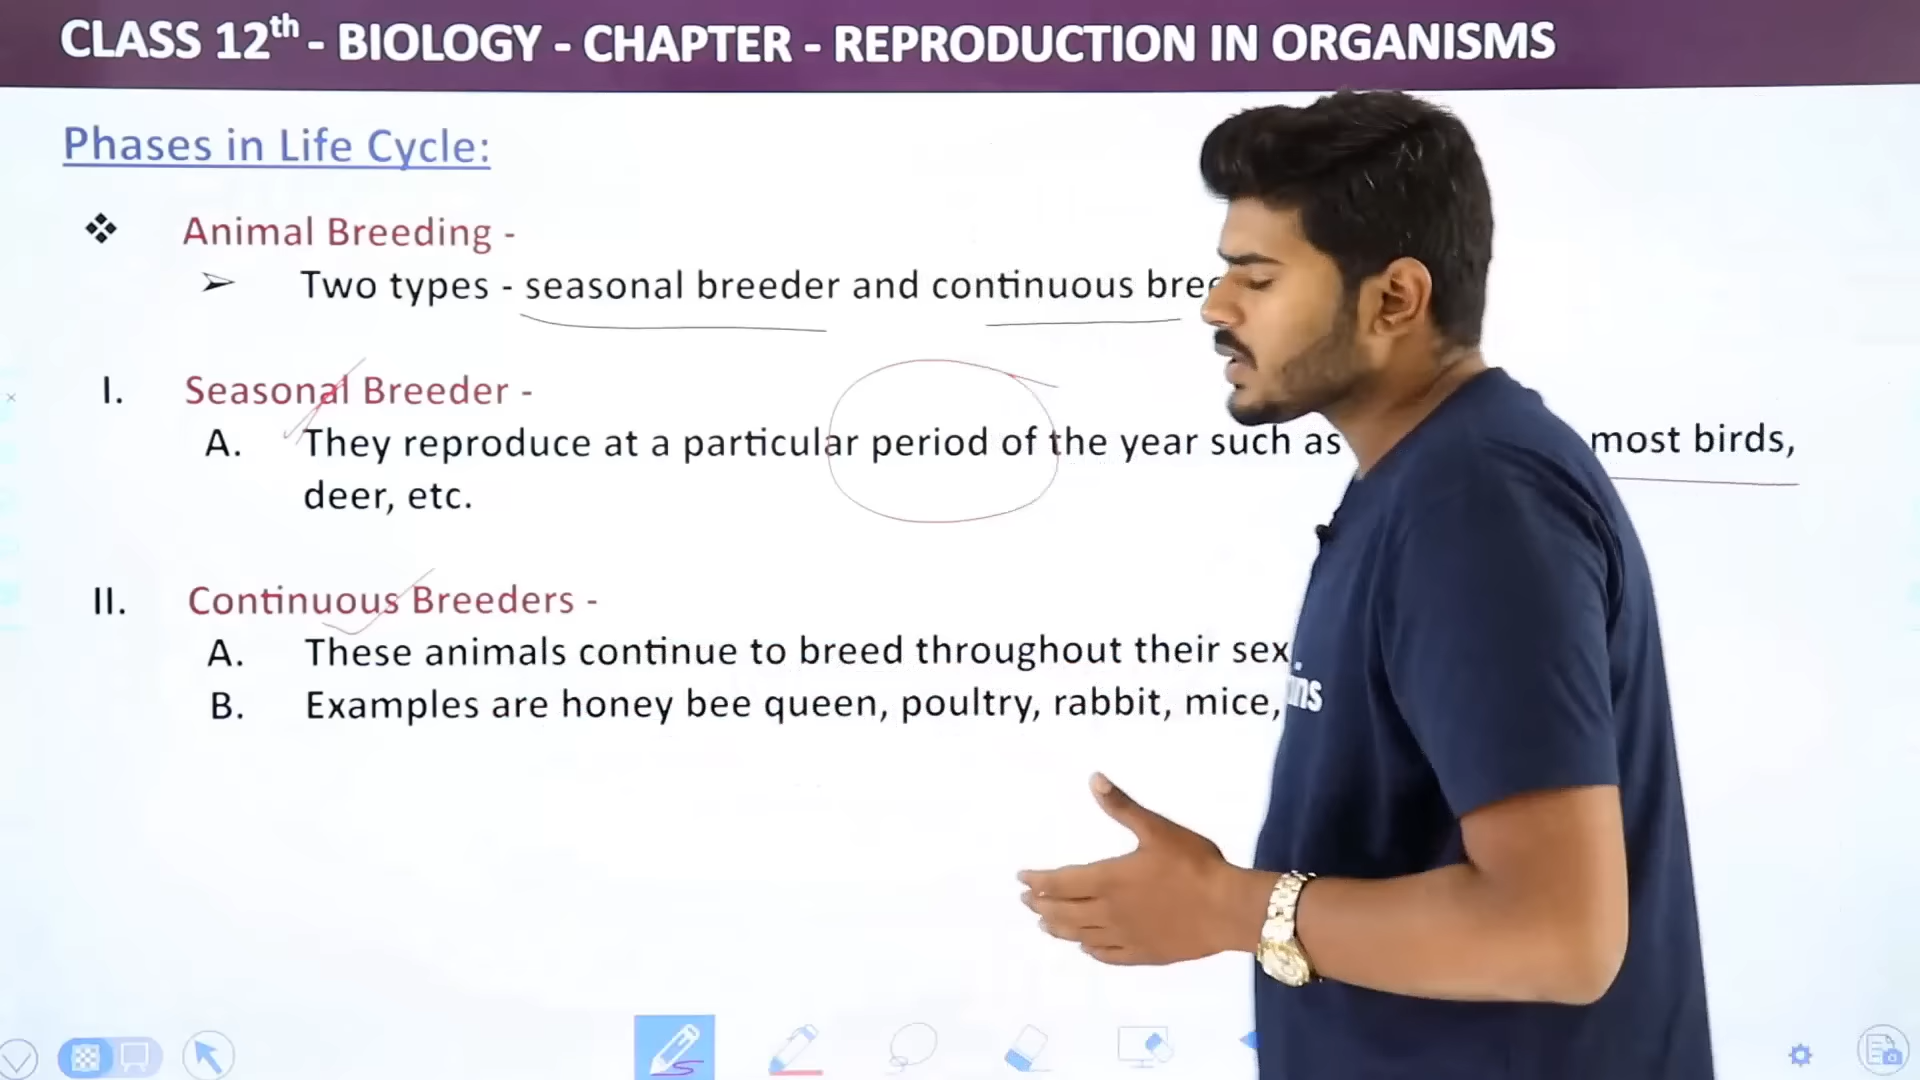 CLASS 12th - BIOLOGY - CHAPTER - REPRODUCTION IN ORGANISMS
Phases in Life Cycle:
❖ Animal Breeding -
➢ Two types - seasonal breeder and continuous
I. Seasonal Breeder -
A. They reproduce at a particular period of the year such as most birds,
deer, etc.
II. Continuous Breeders -
A. These animals continue to breed throughout their
B. Examples are honey bee queen, poultry, rabbit, mice,